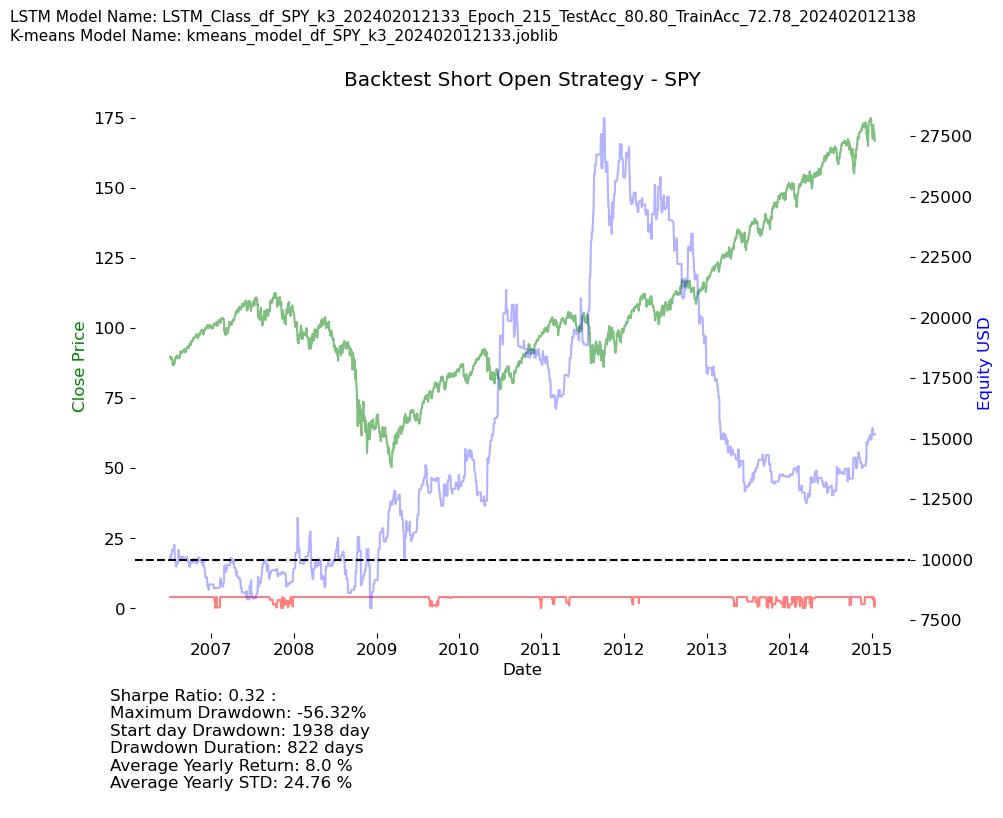 LSTM Model Name: LSTM_Class_df_SPY_k3_202402012133_Epoch_215_TestAcc_80.80_TrainAcc_72.78_202402012138
K-means Model Name: kmeans_model_df_SPY_k3_202402012133.joblib
Backtest Short Open Strategy - SPY
175
150
125
100
75
50
25
0
Close Price
27500
25000
22500
20000
17500
15000
12500
10000
7500
Equity USD
2007 2008 2009 2010 2011 2012 2013 2014 2015
Date
Sharpe Ratio: 0.32 :
Maximum Drawdown: -56.32%
Start day Drawdown: 1938 day
Drawdown Duration: 822 days
Average Yearly Return: 8.0 %
Average Yearly STD: 24.76 %